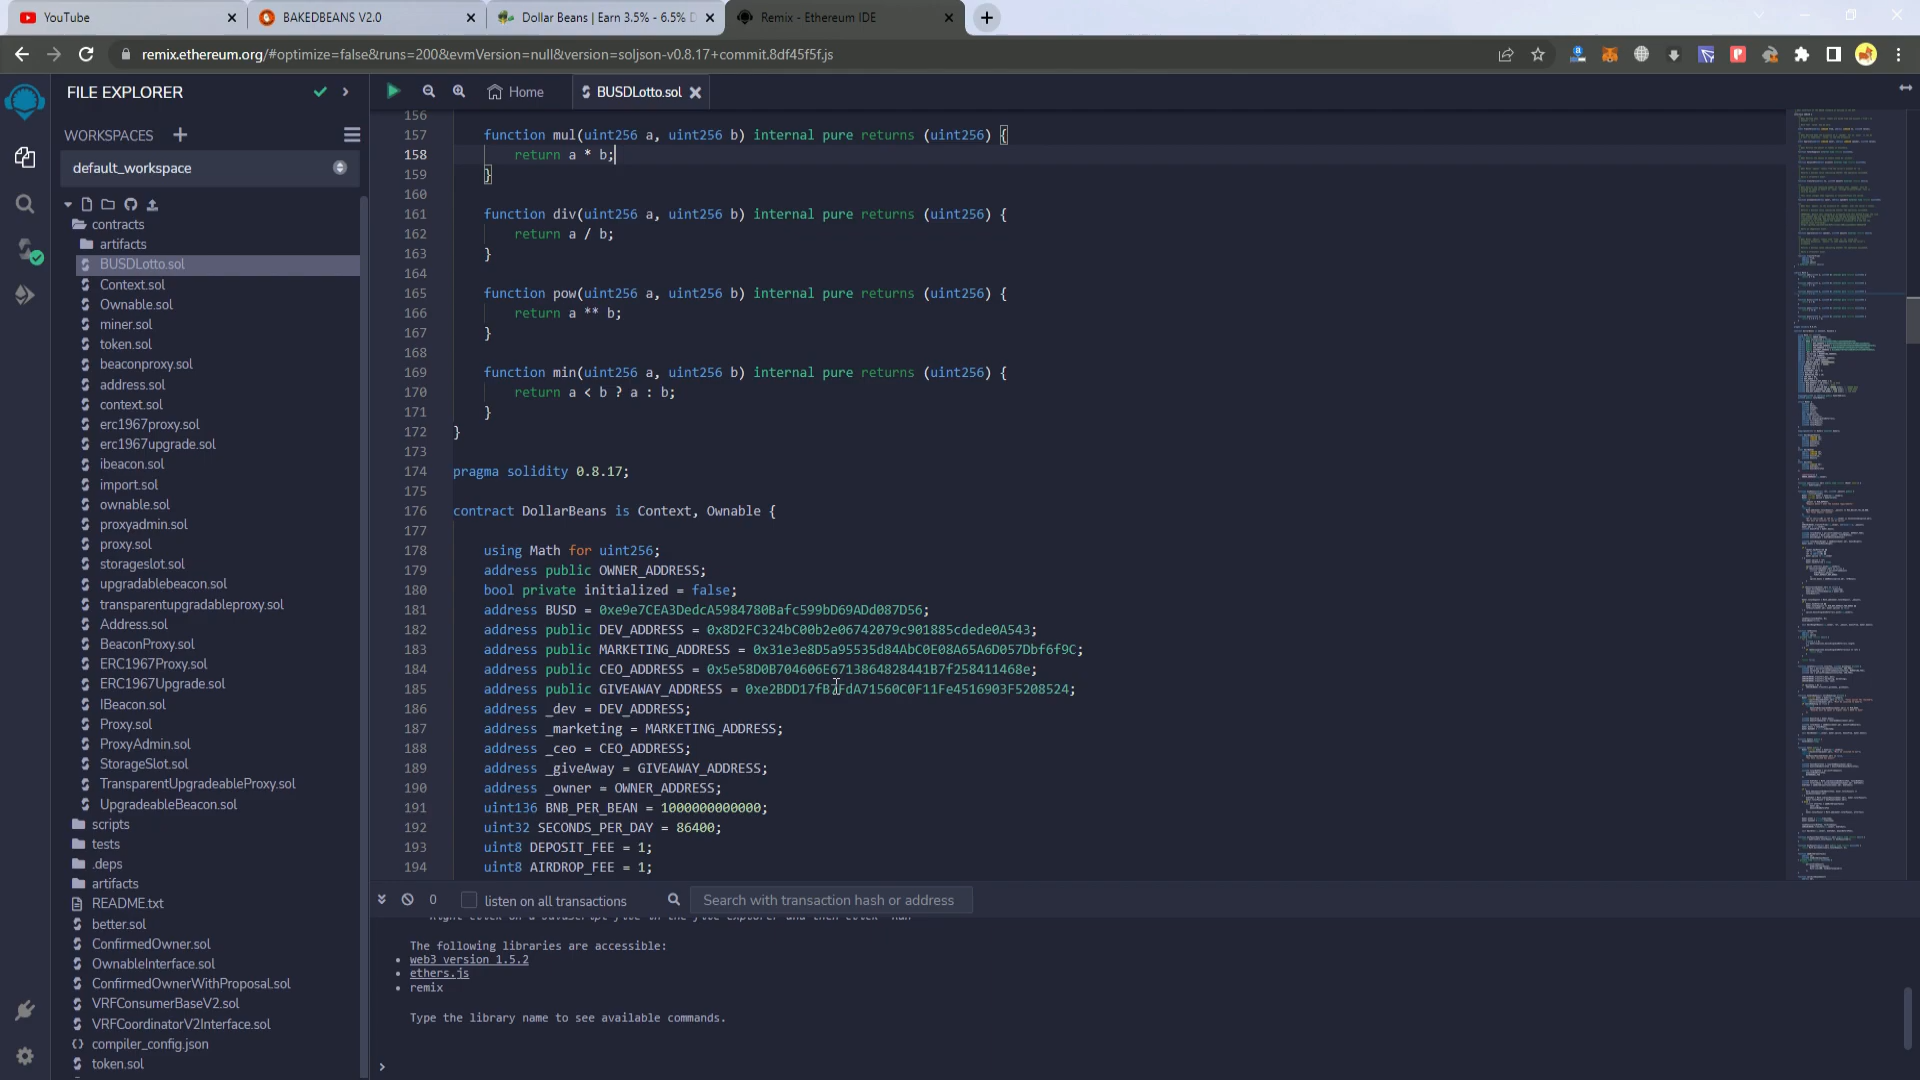 YouTube
BAKEDBEANS V2.0
Dollar Beans | Earn 3.5% - 6.5% D
Remix - Ethereum IDE
remix.ethereum.org/#optimize=false&runs=200&evmVersion=null&version=soljson-v0.8.17+commit.8df45f5f.js
FILE EXPLORER
WORKSPACES
default_workspace
contracts
artifacts
BUSDLotto.sol
Context.sol
Ownable.sol
miner.sol
token.sol
beaconproxy.sol
address.sol
context.sol
erc1967proxy.sol
erc1967upgrade.sol
ibeacon.sol
import.sol
ownable.sol
proxyadmin.sol
proxy.sol
storageslot.sol
upgradablebeacon.sol
transparentupgradableproxy.sol
Address.sol
BeaconProxy.sol
ERC1967Proxy.sol
ERC1967Upgrade.sol
IBeacon.sol
Proxy.sol
ProxyAdmin.sol
StorageSlot.sol
TransparentUpgradeableProxy.sol
UpgradeableBeacon.sol
scripts
tests
.deps
artifacts
README.txt
better.sol
ConfirmedOwner.sol
OwnableInterface.sol
ConfirmedOwnerWithProposal.sol
VRFConsumerBaseV2.sol
VRFCoordinatorV2Interface.sol
compiler_config.json
token.sol
Home
BUSDLotto.sol
156
157 function mul(uint256 a, uint256 b) internal pure returns (uint256) {
158 return a * b;
159 }
160
161 function div(uint256 a, uint256 b) internal pure returns (uint256) {
162 return a / b;
163 }
164
165 function pow(uint256 a, uint256 b) internal pure returns (uint256) {
166 return a ** b;
167 }
168
169 function min(uint256 a, uint256 b) internal pure returns (uint256) {
170 return a < b ? a : b;
171 }
172 }
173
174 pragma solidity 0.8.17;
175
176 contract DollarBeans is Context, Ownable {
177
178 using Math for uint256;
179 address public OWNER_ADDRESS;
180 bool private initialized = false;
181 address BUSD = 0xe9e7CEA3DedcA5984780Bafc599bD69ADd087D56;
182 address public DEV_ADDRESS = 0x8D2FC324bC00b2e06742079c901885cdede0A543;
183 address public MARKETING_ADDRESS = 0x31e3e8D5a95535d84AbC0E08A65A6D057Dbf6f9C;
184 address public CEO_ADDRESS = 0x5e58D0B704606E6713864828441B7f258411468e;
185 address public GIVEAWAY_ADDRESS =
186 address _dev = DEV_ADDRESS;
187 address _marketing = MARKETING_ADDRESS;
188 address _ceo = CEO_ADDRESS;
189 address _giveAway = GIVEAWAY_ADDRESS;
190 address _owner = OWNER_ADDRESS;
191 uint136 BNB_PER_BEAN = 1000000000000;
192 uint32 SECONDS_PER_DAY = 86400;
193 uint8 DEPOSIT_FEE = 1;
194 uint8 AIRDROP_FEE = 1;
0
listen on all transactions
Search with transaction hash or address
The following libraries are accessible:
web3 version 1.5.2
ethers.js
remix
Type the library name to see available commands.
>